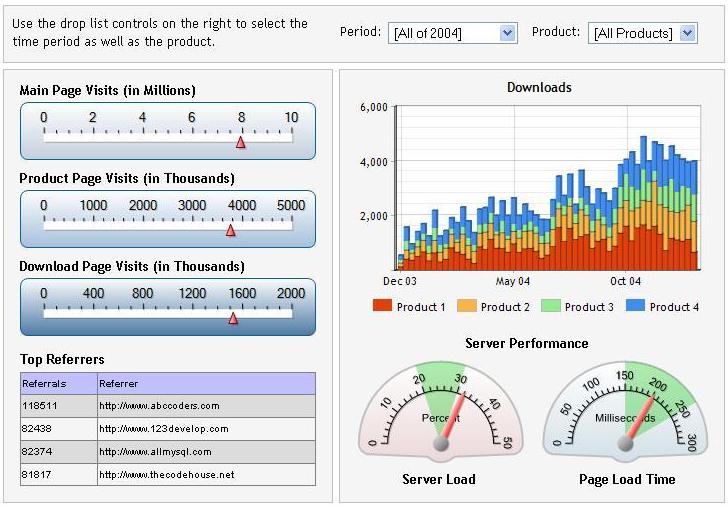 Use the drop list controls on the right to select the
time period as well as the product.
Period: [All of 2004] Product: [All Products]
Main Page Visits (in Millions)
0 2 4 6 8 10
Product Page Visits (in Thousands)
0 1000 2000 3000 4000 5000
Download Page Visits (in Thousands)
0 400 800 1200 1600 2000
Top Referrers
Referrals Referrer
118511 http://www.abccoders.com
82438 http://www.123develop.com
82374 http://www.allmysql.com
81817 http://www.thecodehouse.net
Downloads
6,000
4,000
2,000
Dec 03 May 04 Oct 04
Product 1 Product 2 Product 3 Product 4
Server Performance
0 10 20 30 40 50
Percent
Server Load
0 50 100 150 200 250 300
Milliseconds
Page Load Time